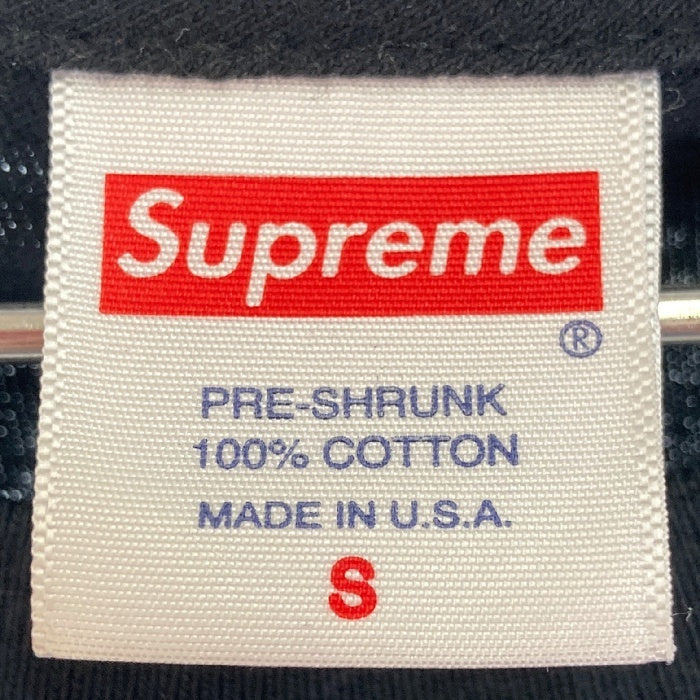 Supreme
®
PRE-SHRUNK
100% COTTON
MADE IN U.S.A.
S